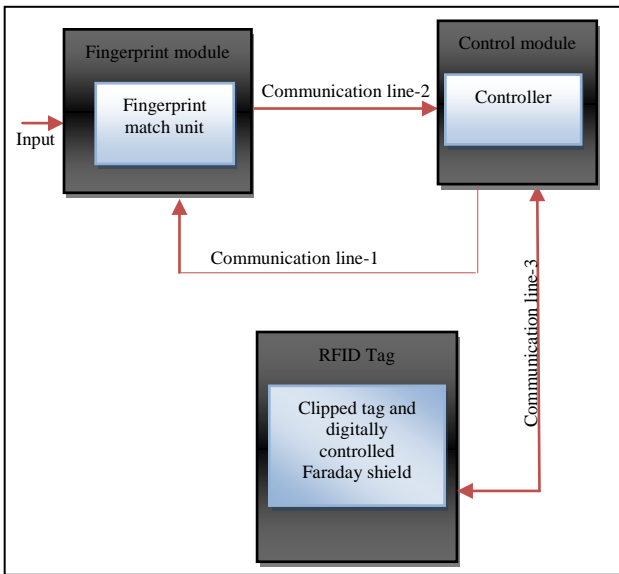 Fingerprint module
Fingerprint
match unit
Input
Communication line-2
Control module
Controller
Communication line-1
Communication line-3
RFID Tag
Clipped tag and
digitally
controlled
Faraday shield